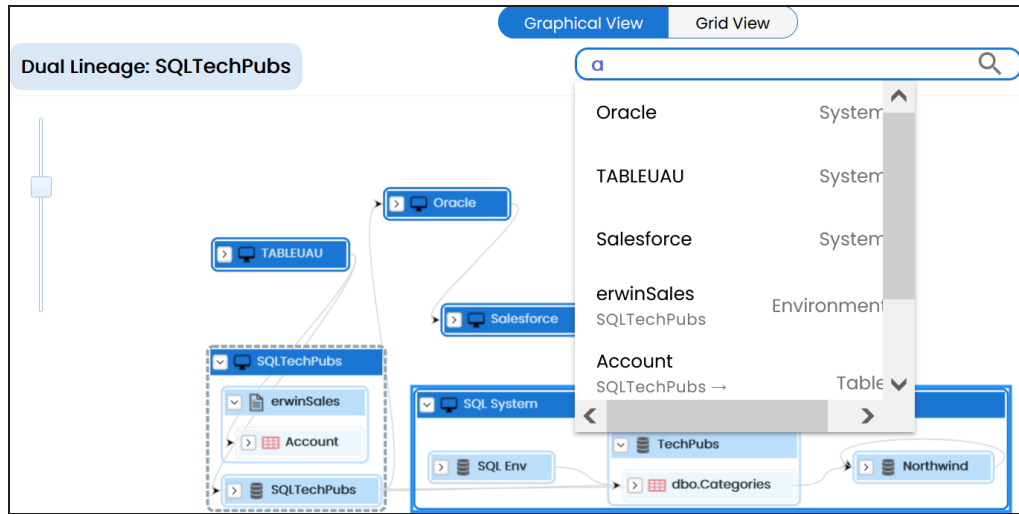 Graphical View
Grid View
Dual Lineage: SQLTechPubs
a
Oracle System
TABLEUAU System
Salesforce System
erwinSales
SQLTechPubs
Environment
Account
SQLTechPubs →
Table
Oracle
TABLEUAU
Salesforce
SQLTechPubs
erwinSales
Account
SQLTechPubs
SQL System
SQL Env
TechPubs
dbo.Categories
Northwind